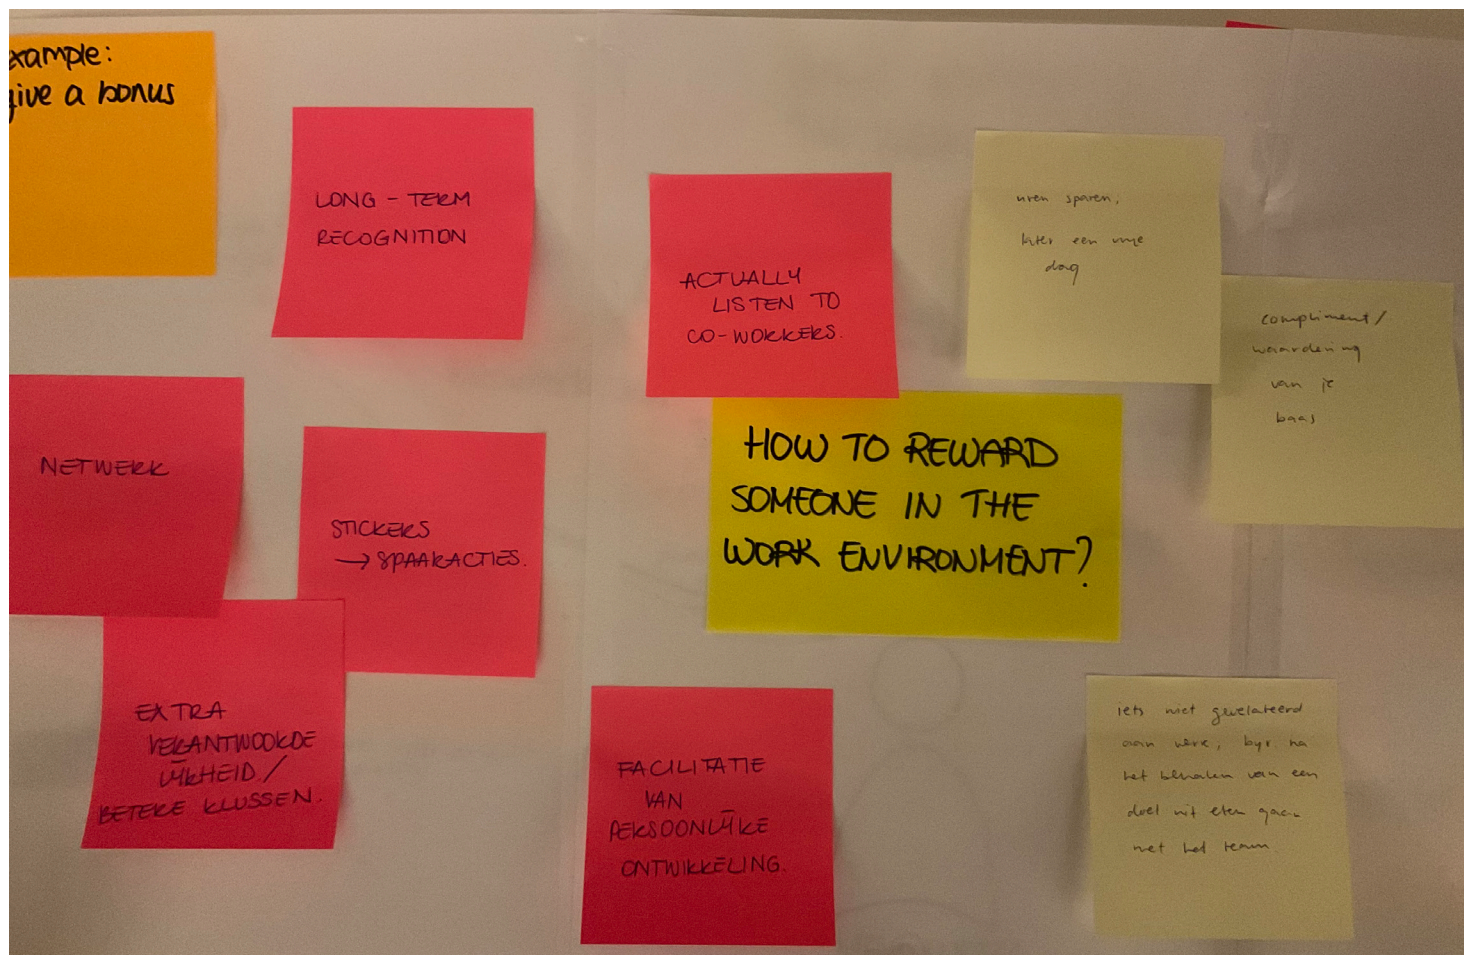 example:
give a bonus
LONG - TERM
RECOGNITION
ACTUALLY
LISTEN TO
CO-WORKERS.
uren sparen,
later een vrije
dag
compliment/
waardering
van je
baas
NETWERK
STICKERS
→ SPAARACTIES.
HOW TO REWARD
SOMEONE IN THE
WORK ENVIRONMENT?
EXTRA
VERANTWOORDE
LIJKHEID /
BETERE KLUSSEN.
FACILITATIE
VAN
PERSOONLIJKE
ONTWIKKELING.
iets niet gerelateerd
aan werk, bijv. na
het behalen van een
doel uit eten gaan
met het team